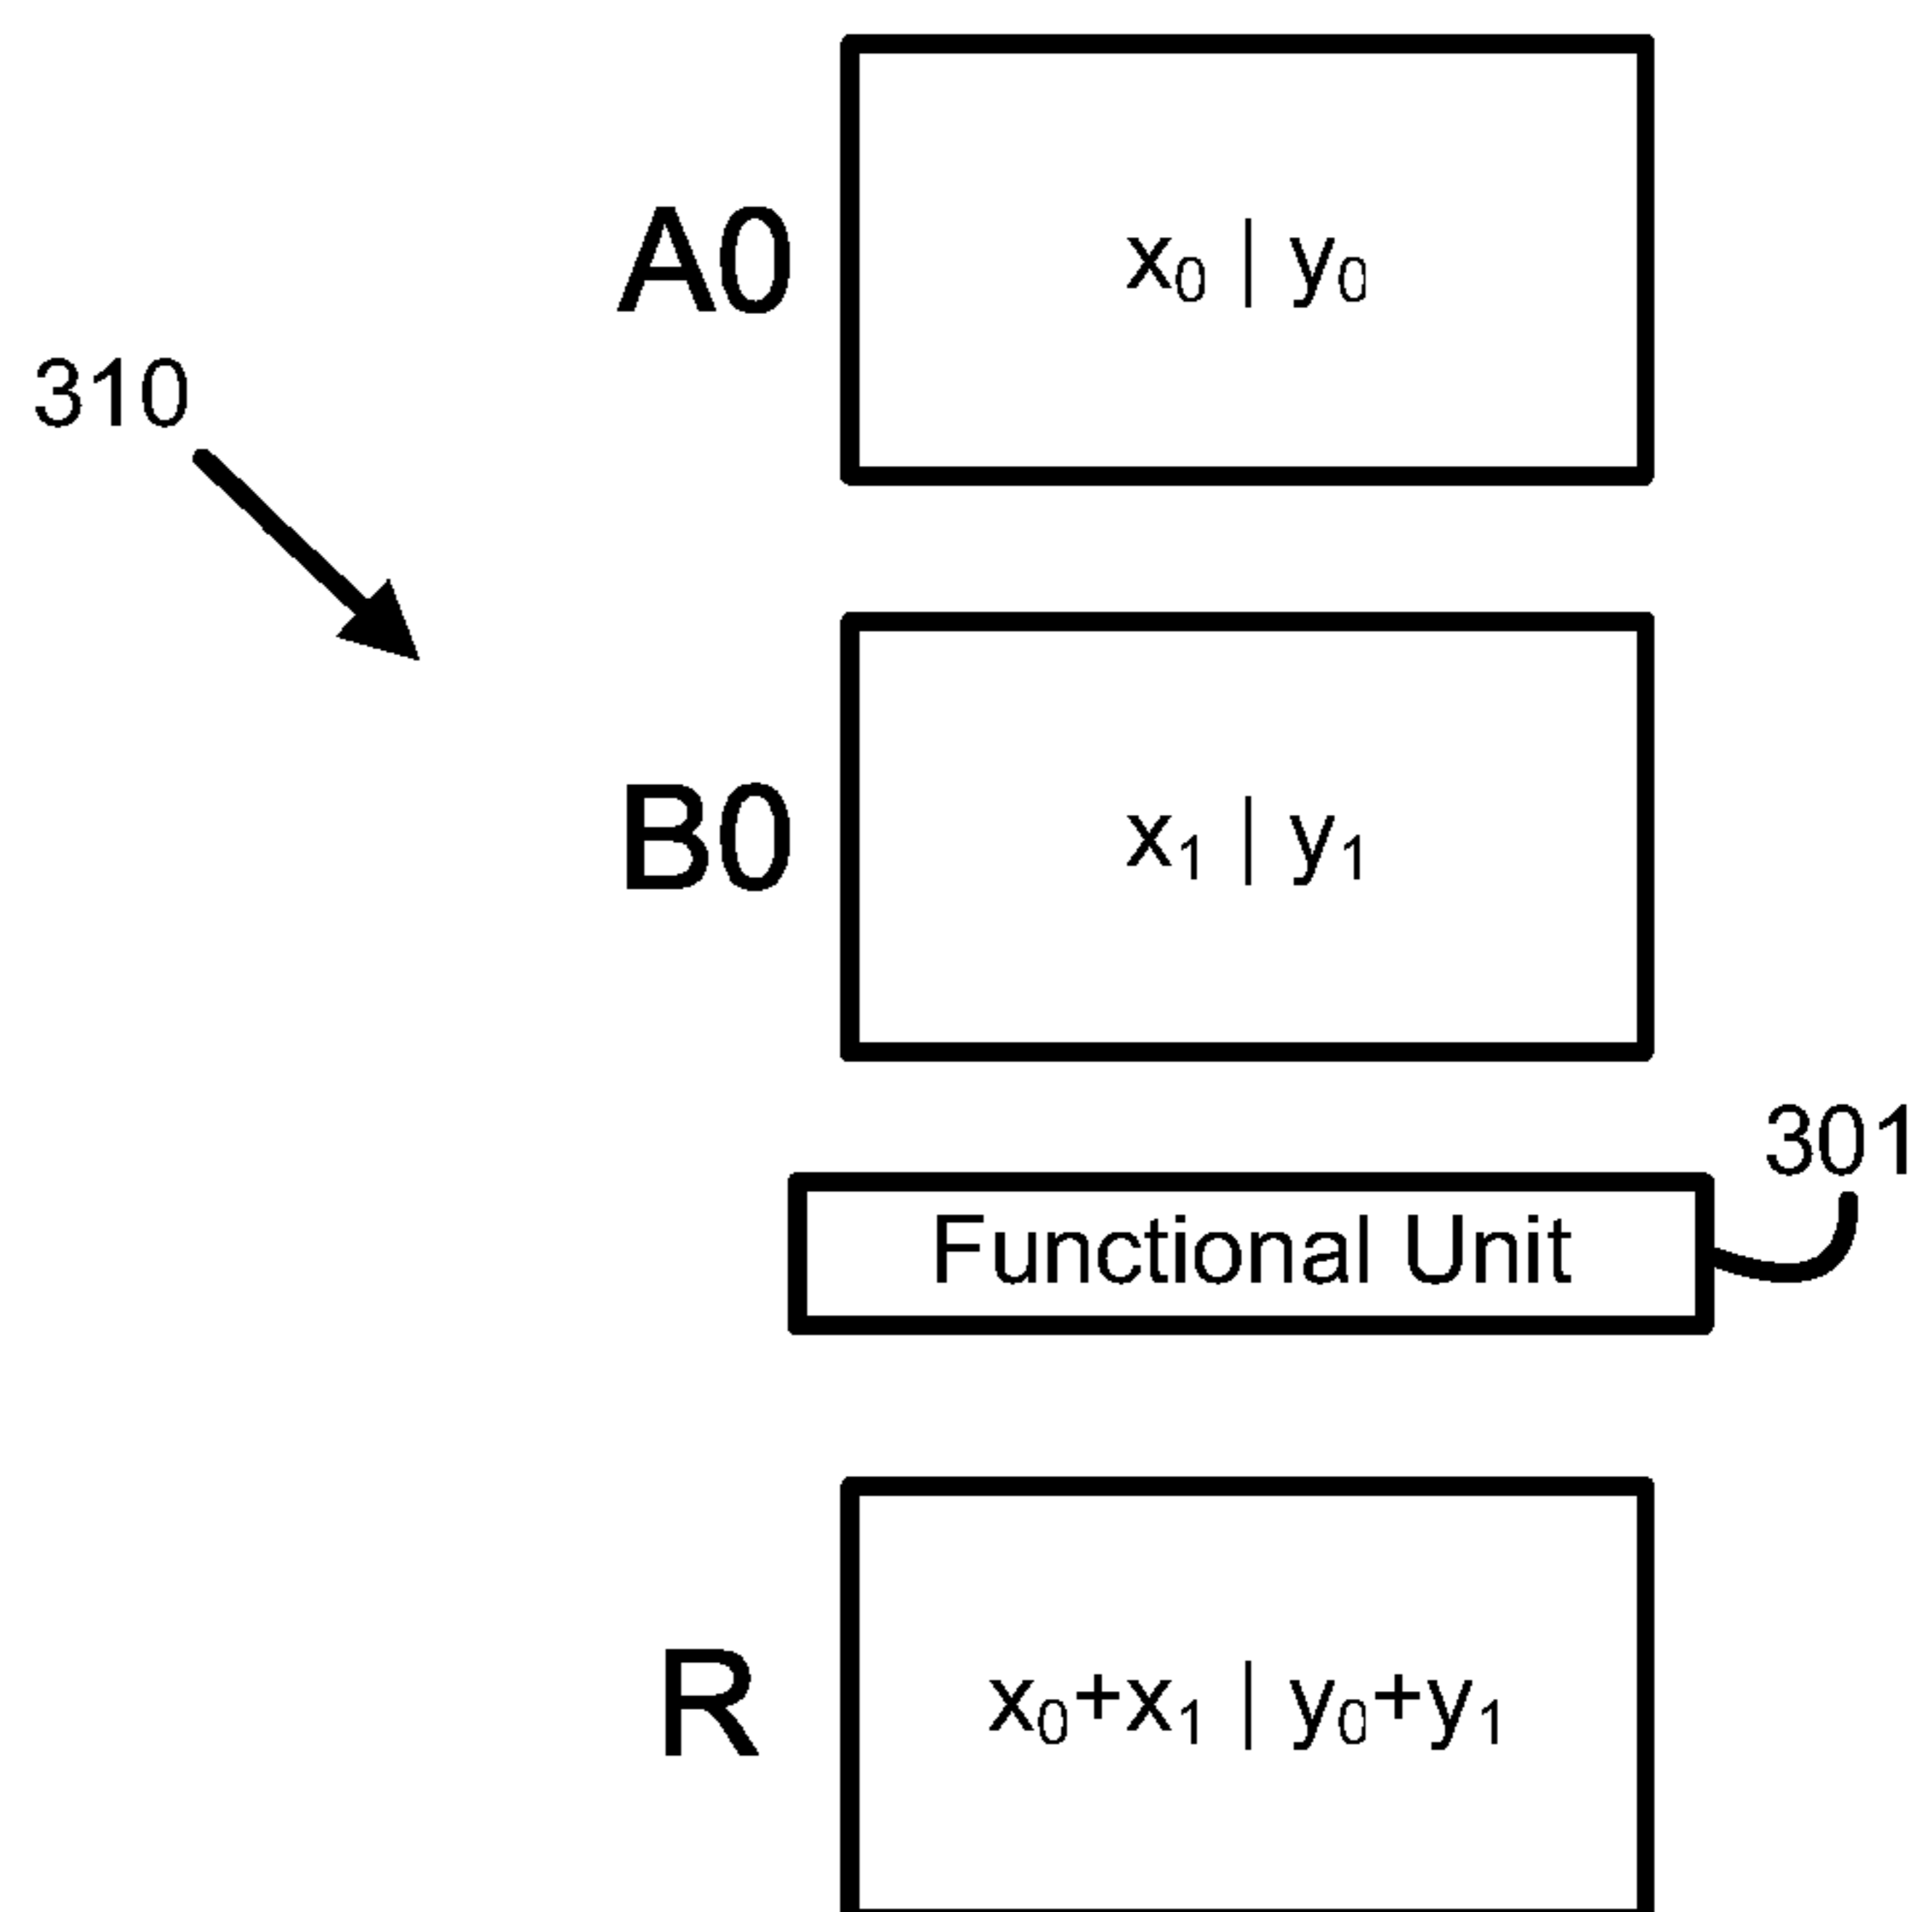 A0
x₀ | y₀
310
B0
x₁ | y₁
301
Functional Unit
R
x₀+x₁ | y₀+y₁